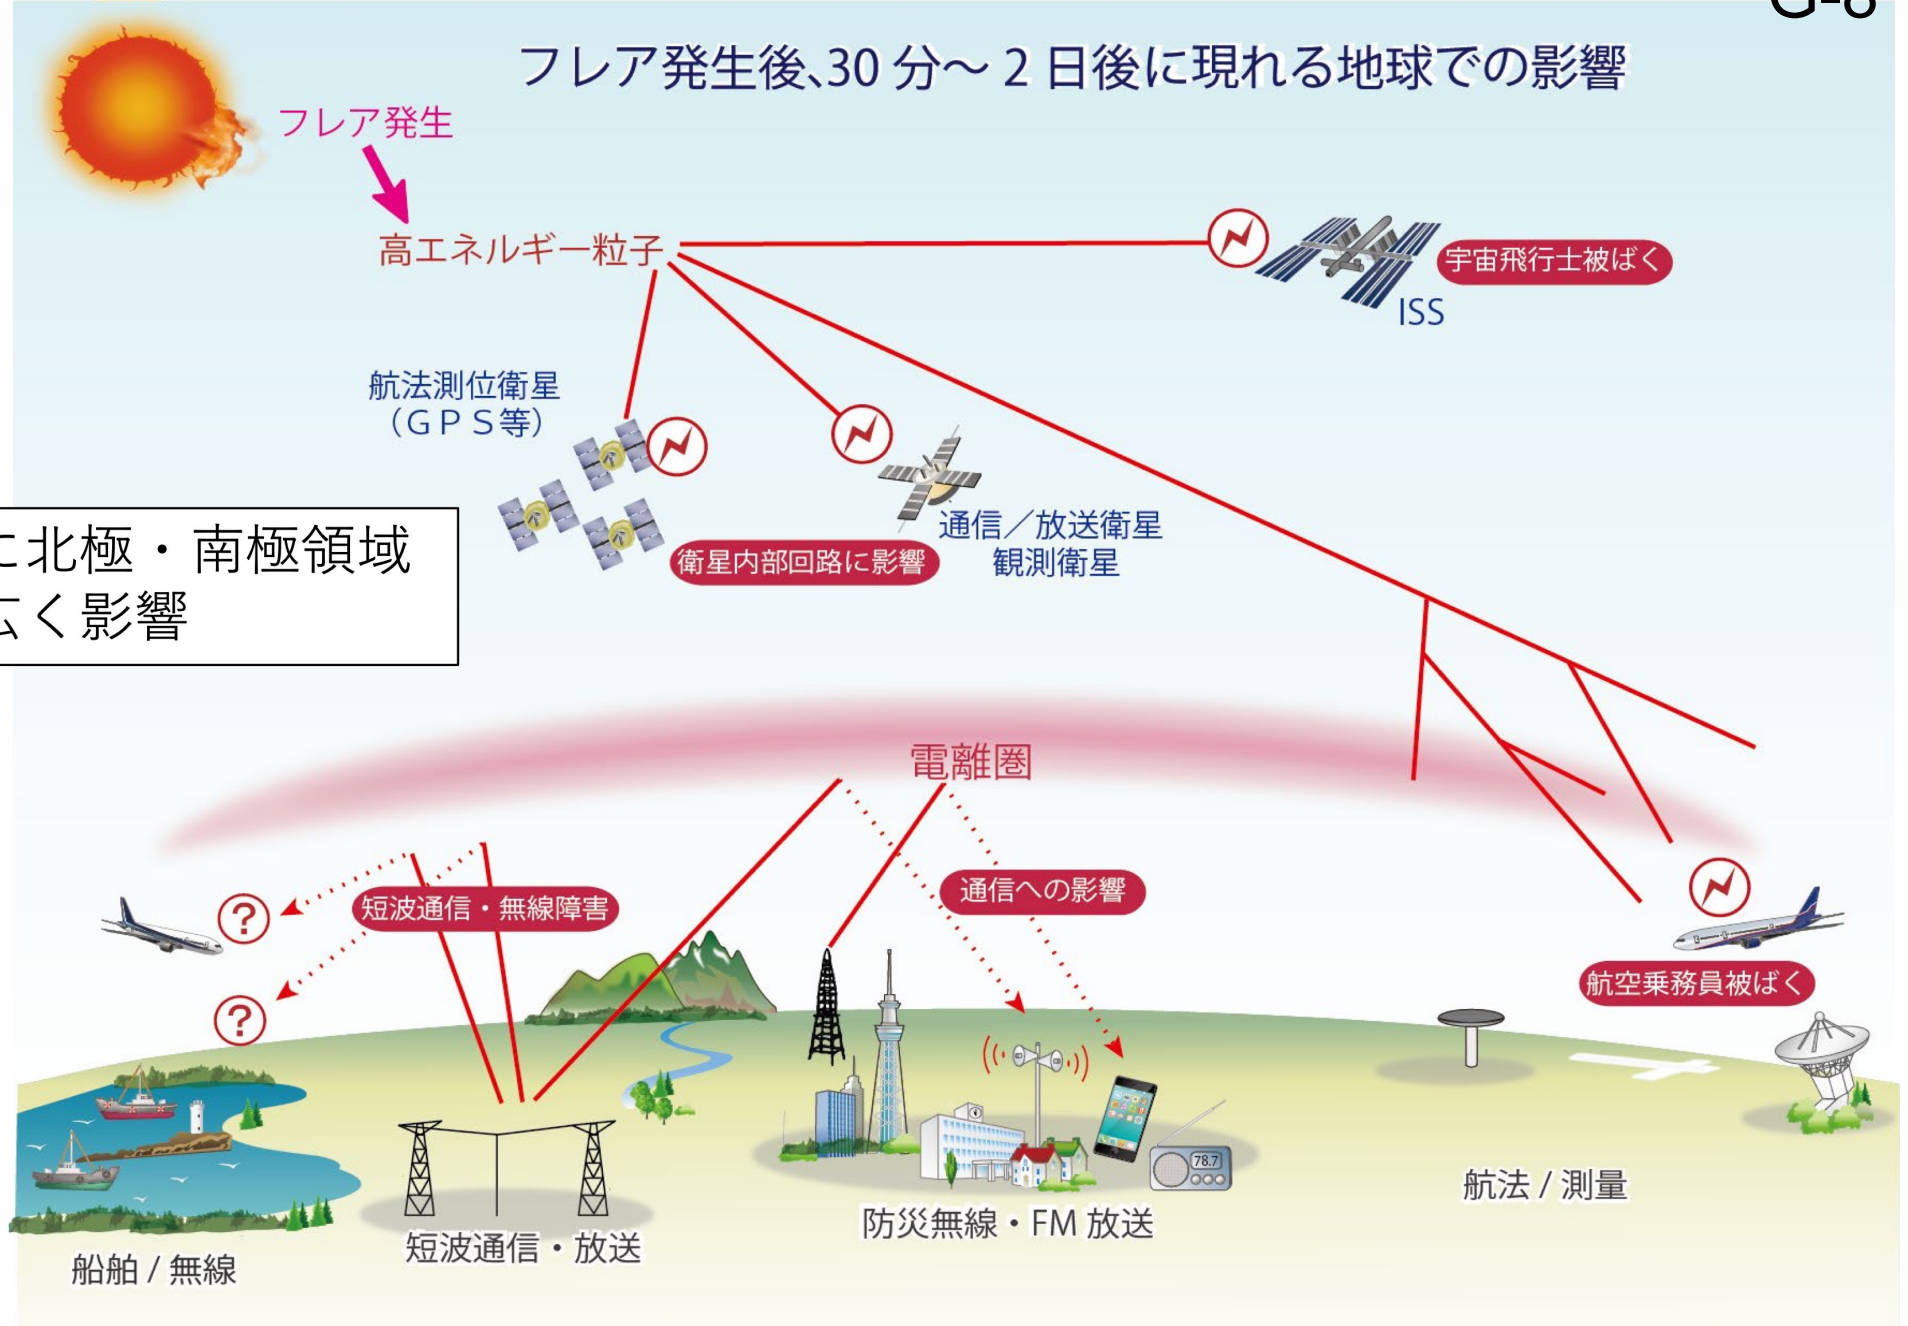 G-8
フレア発生後、30 分～ 2 日後に現れる地球での影響
フレア発生
高エネルギー粒子
宇宙飛行士被ばく
ISS
航法測位衛星
（ＧＰＳ等）
通信／放送衛星
観測衛星
衛星内部回路に影響
に北極・南極領域
広く影響
電離圏
短波通信・無線障害
通信への影響
?
?
航空乗務員被ばく
78.7
航法 / 測量
防災無線・FM 放送
短波通信・放送
船舶 / 無線